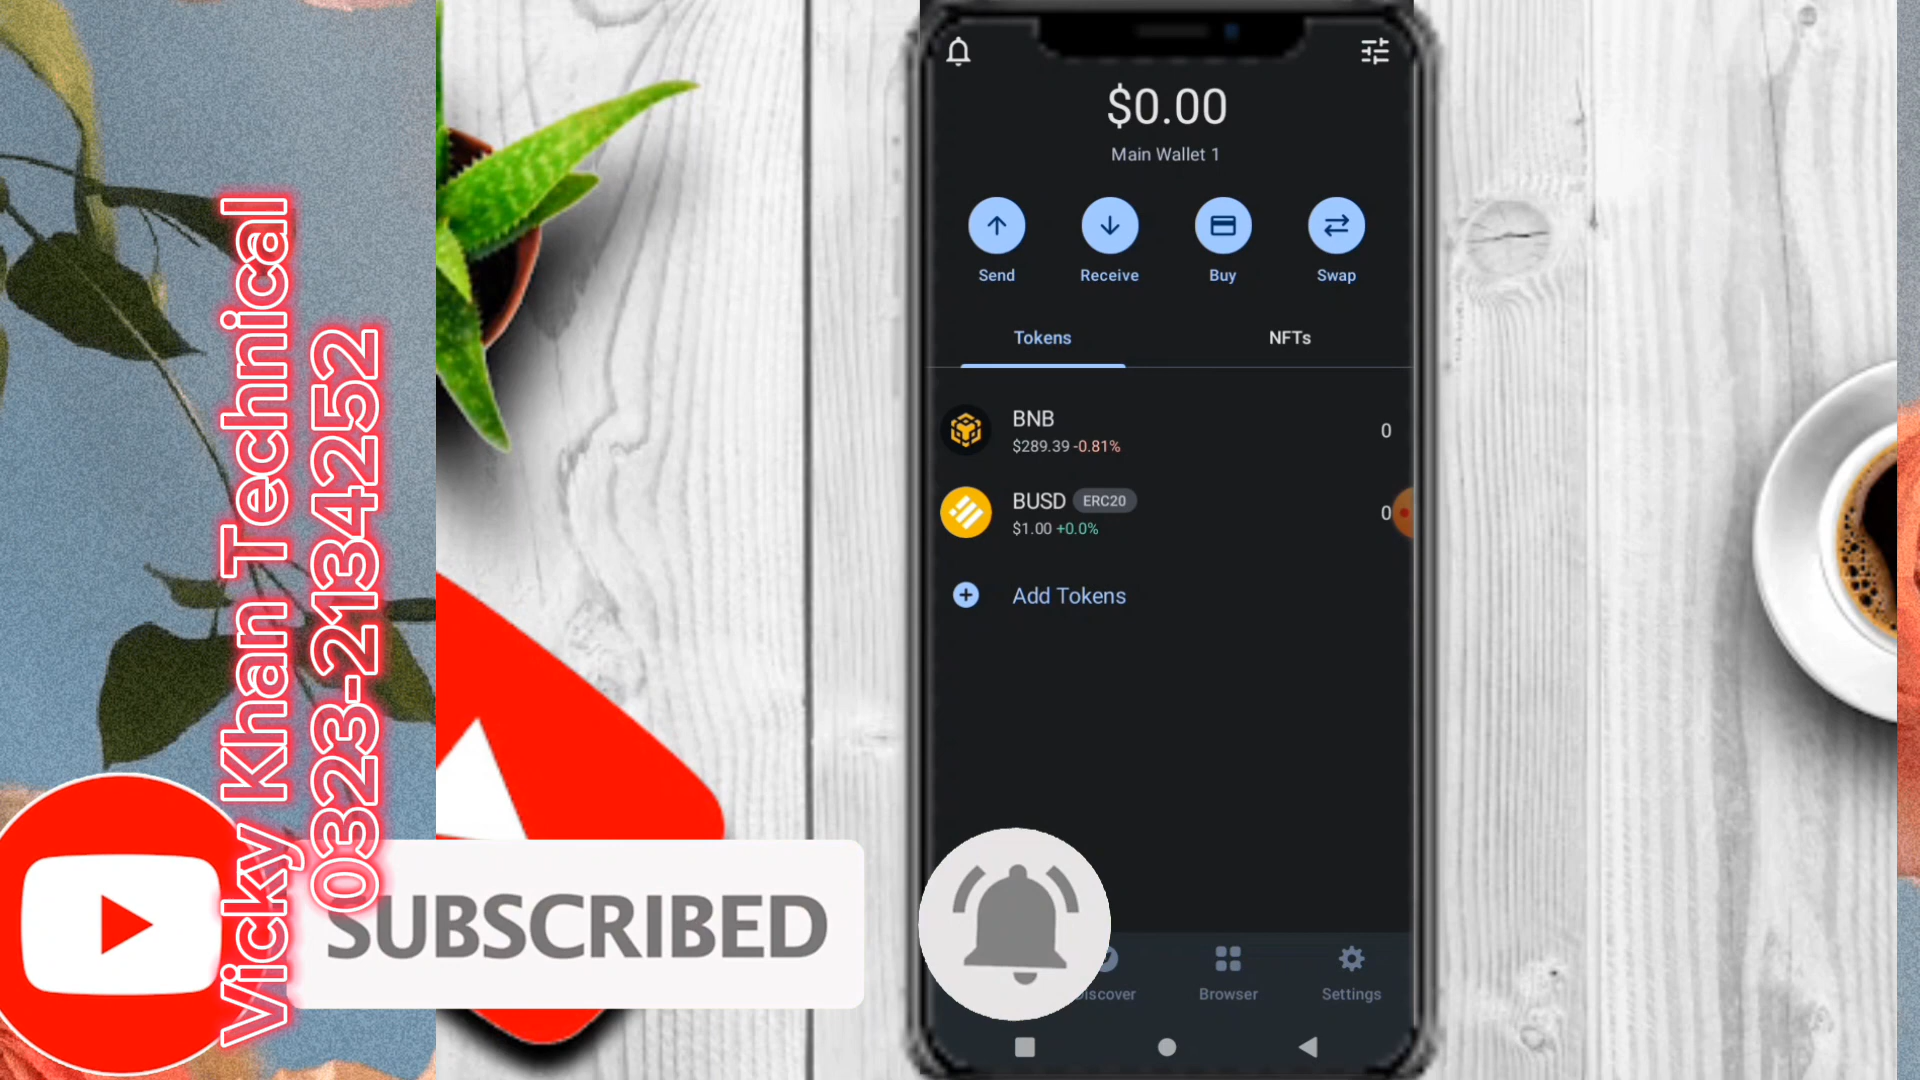 Vicky Khan Technical
0323-2134252
SUBSCRIBED
$0.00
Main Wallet 1
Send
Receive
Buy
Swap
Tokens
NFTs
BNB
$289.39 -0.81%
0
BUSD ERC20
$1.00 +0.0%
0
Add Tokens
Discover
Browser
Settings